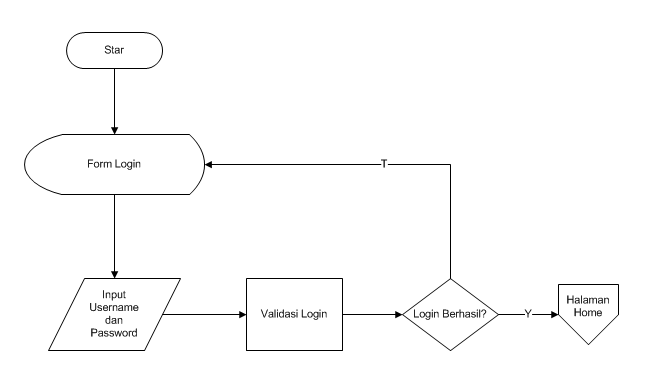 Star
Form Login
T
Input
Username
dan
Password
Validasi Login
Login Berhasil?
Y
Halaman
Home